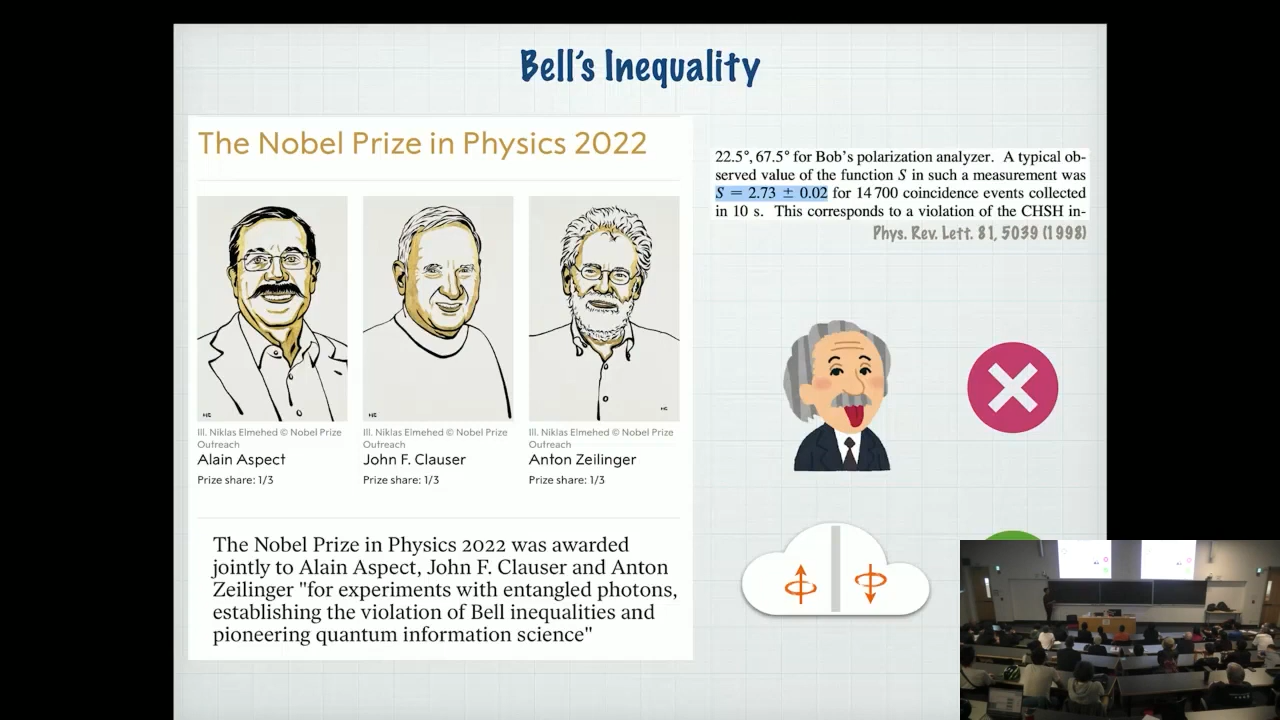 Bell's Inequality
The Nobel Prize in Physics 2022
Ill. Niklas Elmehed © Nobel Prize
Outreach
Alain Aspect
Prize share: 1/3
Ill. Niklas Elmehed © Nobel Prize
Outreach
John F. Clauser
Prize share: 1/3
Ill. Niklas Elmehed © Nobel Prize
Outreach
Anton Zeilinger
Prize share: 1/3
The Nobel Prize in Physics 2022 was awarded
jointly to Alain Aspect, John F. Clauser and Anton
Zeilinger "for experiments with entangled photons,
establishing the violation of Bell inequalities and
pioneering quantum information science"
22.5°, 67.5° for Bob's polarization analyzer. A typical ob-
served value of the function S in such a measurement was
S = 2.73 ± 0.02 for 14 700 coincidence events collected
in 10 s. This corresponds to a violation of the CHSH in-
Phys. Rev. Lett. 81, 5039 (1998)